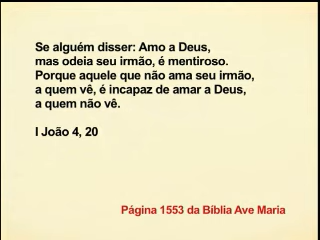 Se alguém disser: Amo a Deus,
mas odeia seu irmão, é mentiroso.
Porque aquele que não ama seu irmão,
a quem vê, é incapaz de amar a Deus,
a quem não vê.
I João 4, 20
Página 1553 da Bíblia Ave Maria